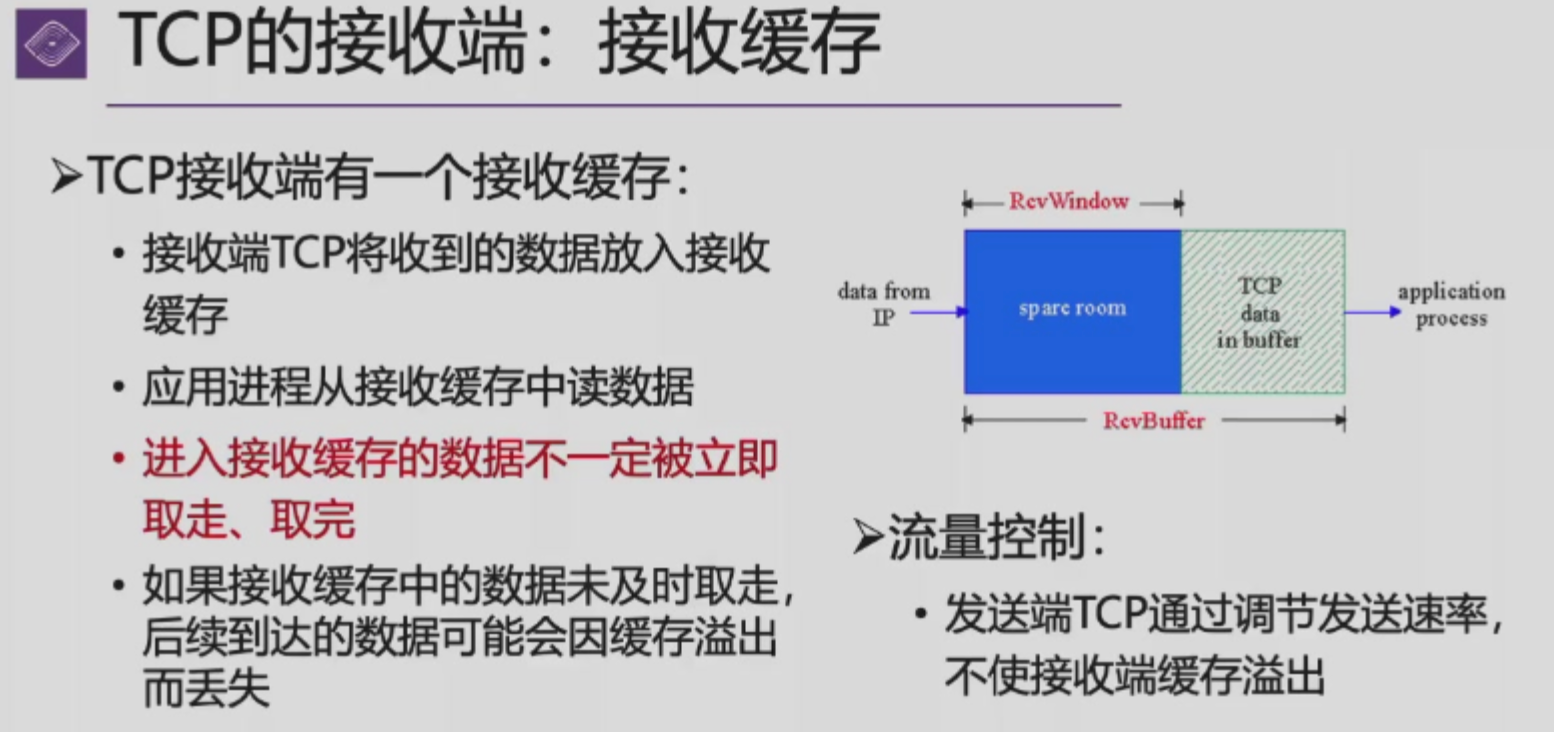 TCP的接收端：接收缓存
➢TCP接收端有一个接收缓存：
• 接收端TCP将收到的数据放入接收
缓存
• 应用进程从接收缓存中读数据
• 进入接收缓存的数据不一定被立即
取走、取完
• 如果接收缓存中的数据未及时取走，
后续到达的数据可能会因缓存溢出
而丢失
RcvWindow
data from
IP
spare room
TCP
data
in buffer
application
process
RcvBuffer
➢流量控制：
• 发送端TCP通过调节发送速率，
不使接收端缓存溢出